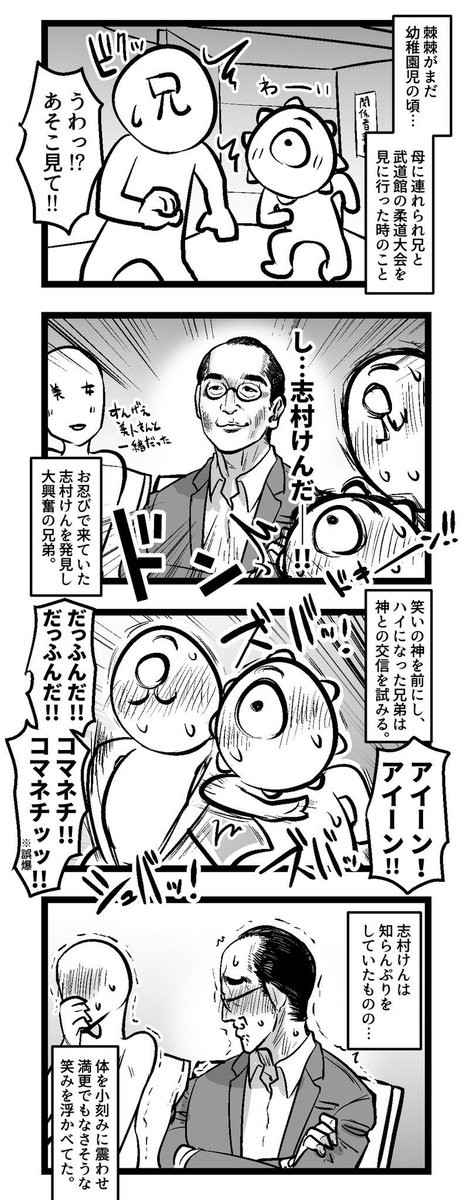 棘棘がまだ
幼稚園児の頃…
母に連れられ兄と
武道館の柔道大会を
見に行った時のこと
わーい
ビクッ
兄
うわっ!?
あそこ見て!!
し…志村けんだ――!!
美女
すんげえ
美人さんと
一緒だった
ドキーン!!
ドン
お忍びで来ていた
志村けんを発見し
大興奮の兄弟。
笑いの神を前にし、
ハイになった兄弟は
神との交信を試みる。
アイーン!
アイーン!!
だっふんだ!!
だっふんだ!!
コマネチ!!
コマネチッッ!!
※誤爆
ズバッ!
シュバッ!
志村けんは
知らんぷりを
していたものの…
体を小刻みに震わせ
満更でもなさそうな
笑みを浮かべてた。